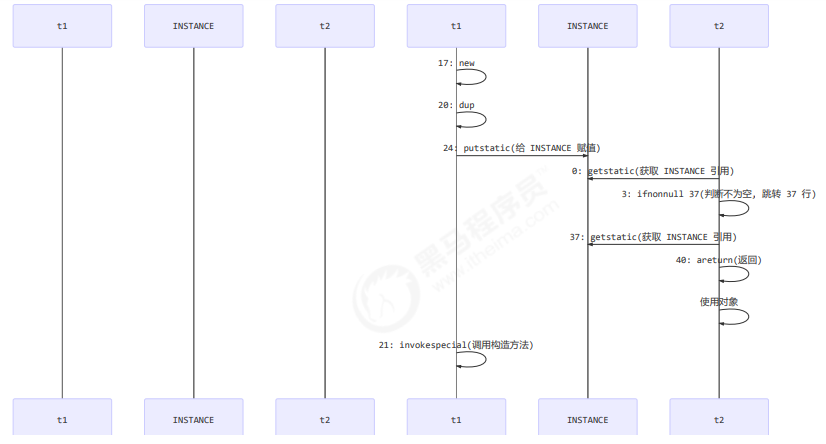 t1 INSTANCE t2 t1 INSTANCE t2
17: new
20: dup
24: putstatic(给 INSTANCE 赋值)
0: getstatic(获取 INSTANCE 引用)
3: ifnonnull 37(判断不为空, 跳转 37 行)
37: getstatic(获取 INSTANCE 引用)
40: areturn(返回)
使用对象
21: invokespecial(调用构造方法)
t1 INSTANCE t2 t1 INSTANCE t2
黑马程序员
www.itheima.com